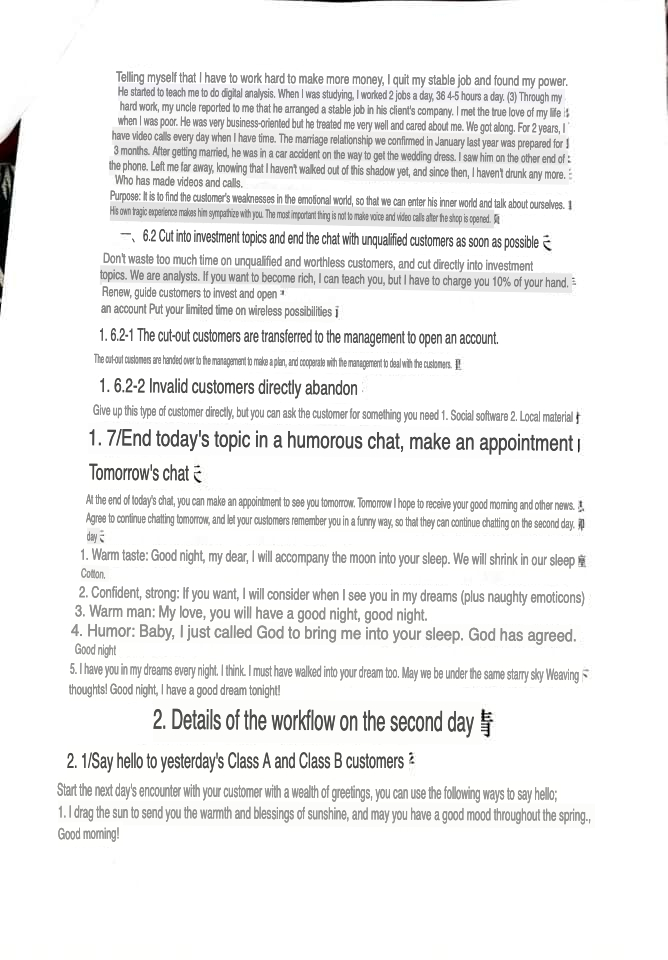 Telling myself that I have to work hard to make more money, I quit my stable job and found my power.
He started to teach me to do digital analysis. When I was studying, I worked 2 jobs a day, 36 4-5 hours a day. (3) Through my
hard work, my uncle reported to me that he arranged a stable job in his client's company. I met the true love of my life
when I was poor. He was very business-oriented but he treated me very well and cared about me. We got along. For 2 years, I
have video calls every day when I have time. The marriage relationship we confirmed in January last year was prepared for
3 months. After getting married, he was in a car accident on the way to get the wedding dress. I saw him on the other end of
the phone. Left me far away, knowing that I haven't walked out of this shadow yet, and since then, I haven't drunk any more.
Who has made videos and calls.
Purpose: It is to find the customer's weaknesses in the emotional world, so that we can enter his inner world and talk about ourselves.
His own tragic experience makes him sympathize with you. The most important thing is not to make voice and video calls after the shop is opened.
一、 6.2 Cut into investment topics and end the chat with unqualified customers as soon as possible
Don't waste too much time on unqualified and worthless customers, and cut directly into investment
topics. We are analysts. If you want to become rich, I can teach you, but I have to charge you 10% of your hand.
Renew, guide customers to invest and open
an account Put your limited time on wireless possibilities
1. 6.2-1 The cut-out customers are transferred to the management to open an account.
The cut-out customers are handed over to the management to make a plan, and cooperate with the management to deal with the customers.
1. 6.2-2 Invalid customers directly abandon
Give up this type of customer directly, but you can ask the customer for something you need 1. Social software 2. Local material
1. 7/End today's topic in a humorous chat, make an appointment
Tomorrow's chat
At the end of today's chat, you can make an appointment to see you tomorrow. Tomorrow I hope to receive your good morning and other news.
Agree to continue chatting tomorrow, and let your customers remember you in a funny way, so that they can continue chatting on the second day.
day
1. Warm taste: Good night, my dear, I will accompany the moon into your sleep. We will shrink in our sleep
Cotton.
2. Confident, strong: If you want, I will consider when I see you in my dreams (plus naughty emoticons)
3. Warm man: My love, you will have a good night, good night.
4. Humor: Baby, I just called God to bring me into your sleep. God has agreed.
Good night
5. I have you in my dreams every night. I think. I must have walked into your dream too. May we be under the same starry sky Weaving
thoughts! Good night, I have a good dream tonight!
2. Details of the workflow on the second day
2. 1/Say hello to yesterday's Class A and Class B customers
Start the next day's encounter with your customer with a wealth of greetings, you can use the following ways to say hello;
1. I drag the sun to send you the warmth and blessings of sunshine, and may you have a good mood throughout the spring.,
Good morning!